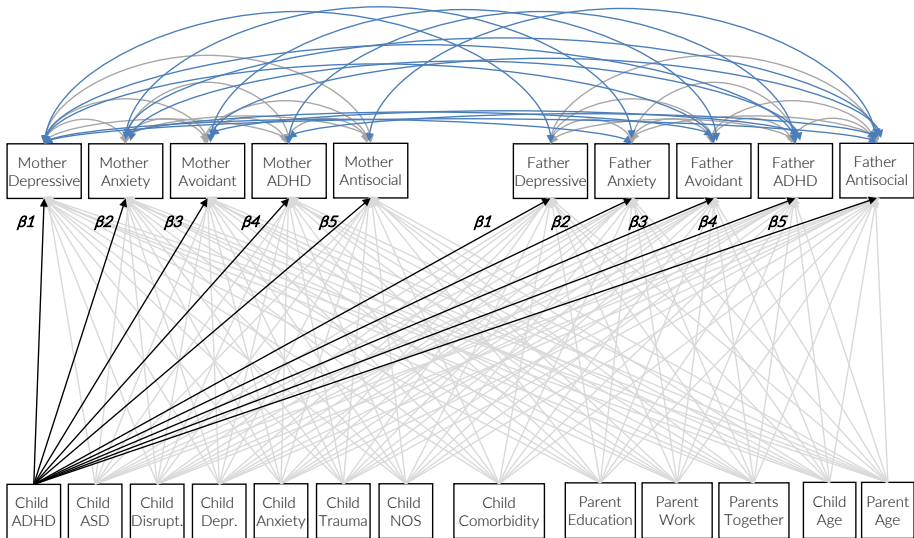 Mother
Depressive
Mother
Anxiety
Mother
Avoidant
Mother
ADHD
Mother
Antisocial
Father
Depressive
Father
Anxiety
Father
Avoidant
Father
ADHD
Father
Antisocial
β1
β2
β3
β4
β5
β1
β2
β3
β4
β5
Child
ADHD
Child
ASD
Child
Disrupt.
Child
Depr.
Child
Anxiety
Child
Trauma
Child
NOS
Child
Comorbidity
Parent
Education
Parent
Work
Parents
Together
Child
Age
Parent
Age